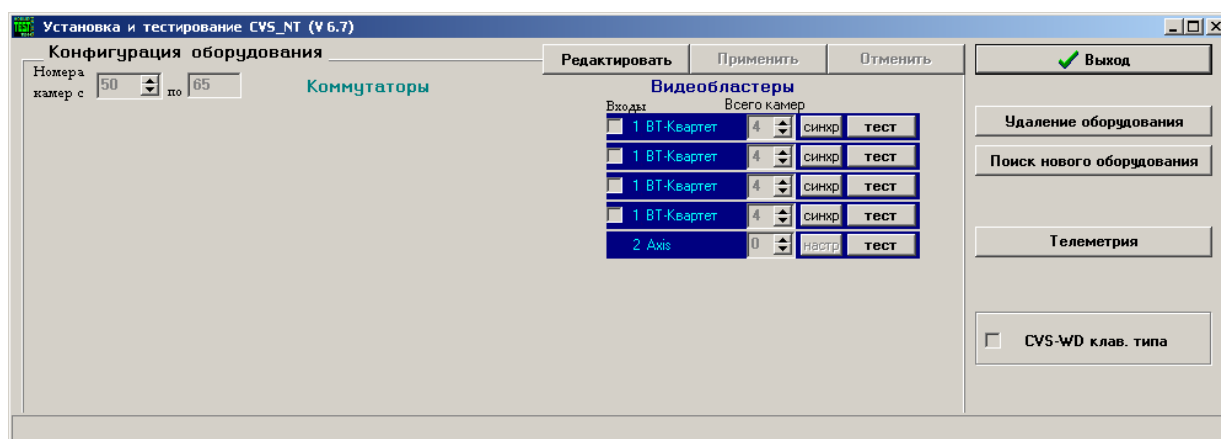 TEST Установка и тестирование CVS_NT (V 6.7)
Конфигурация оборудования
Редактировать Применить Отменить Выход
Номера камер с 50 по 65
Коммутаторы
Видеобластеры
Входы Всего камер
1 ВТ-Квартет 4 синхр тест
1 ВТ-Квартет 4 синхр тест
1 ВТ-Квартет 4 синхр тест
1 ВТ-Квартет 4 синхр тест
2 Axis 0 настр тест
Удаление оборудования
Поиск нового оборудования
Телеметрия
CVS-WD клав. типа